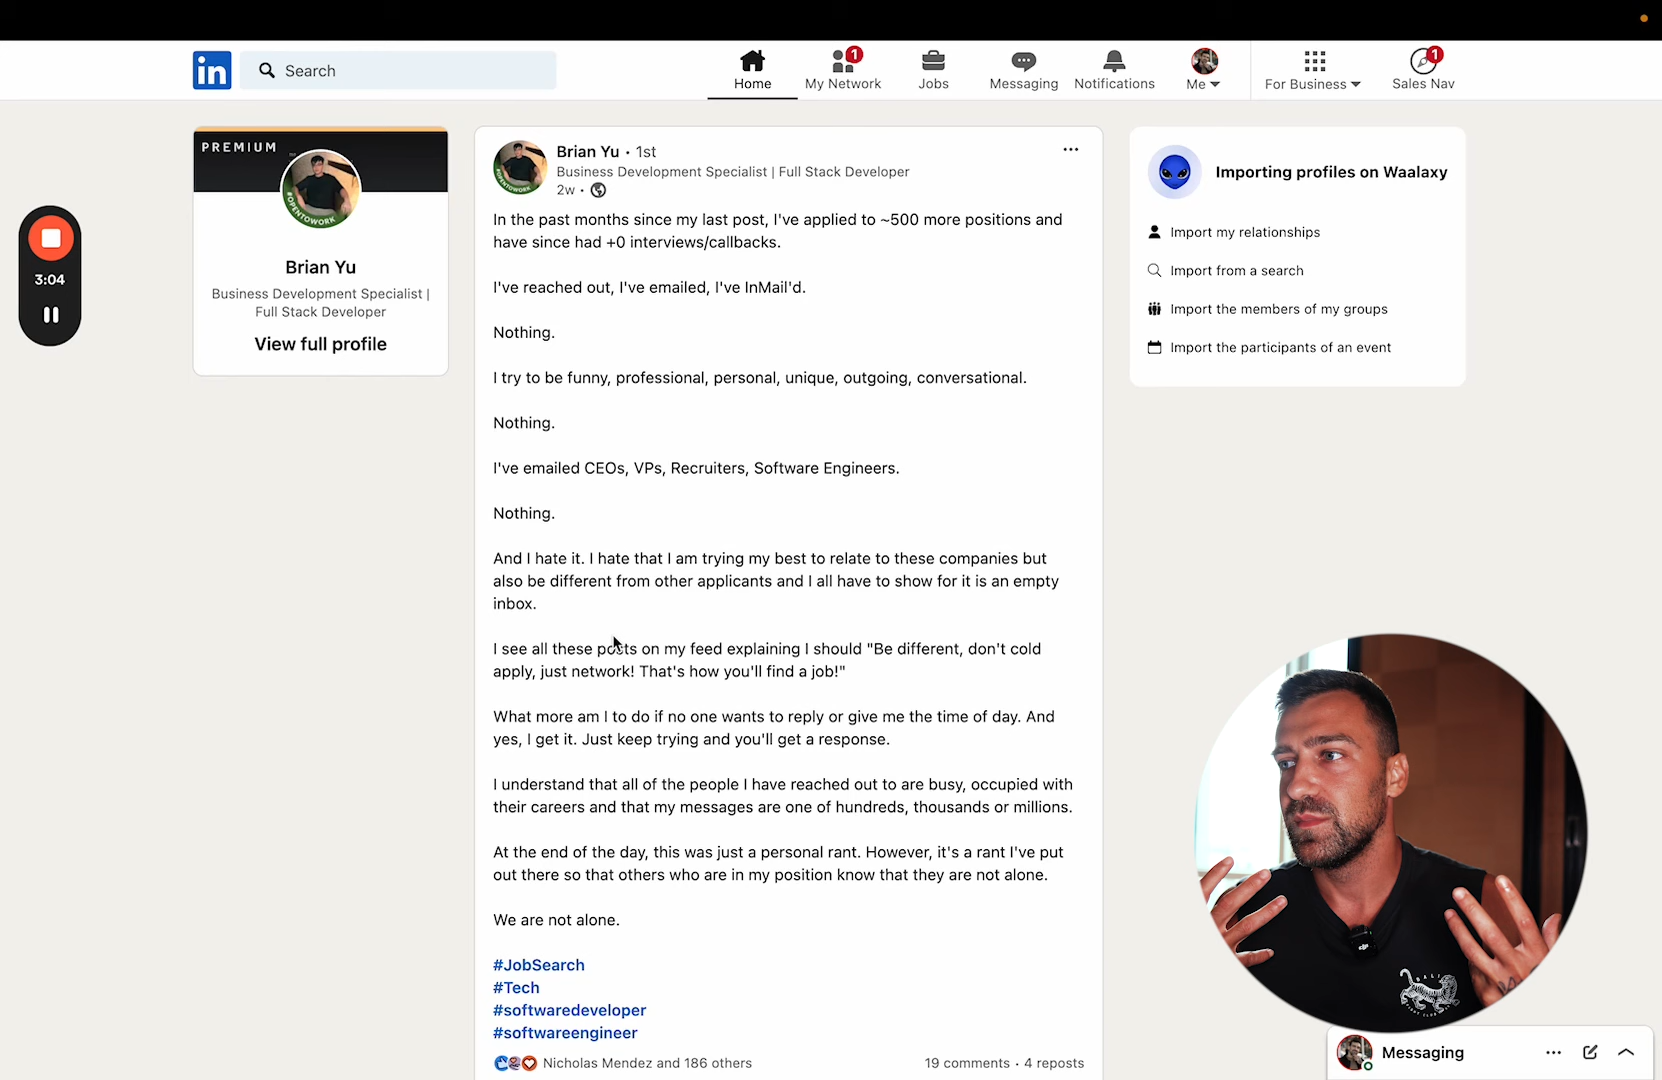 in
Search
Home
1
My Network
Jobs
Messaging
Notifications
Me
For Business
1
Sales Nav
PREMIUM
#OPENTOWORK
Brian Yu
Business Development Specialist |
Full Stack Developer
View full profile
3:04
#OPENTOWORK
Brian Yu • 1st
Business Development Specialist | Full Stack Developer
2w •
In the past months since my last post, I've applied to ~500 more positions and
have since had +0 interviews/callbacks.
I've reached out, I've emailed, I've InMail'd.
Nothing.
I try to be funny, professional, personal, unique, outgoing, conversational.
Nothing.
I've emailed CEOs, VPs, Recruiters, Software Engineers.
Nothing.
And I hate it. I hate that I am trying my best to relate to these companies but
also be different from other applicants and I all have to show for it is an empty
inbox.
I see all these posts on my feed explaining I should "Be different, don't cold
apply, just network! That's how you'll find a job!"
What more am I to do if no one wants to reply or give me the time of day. And
yes, I get it. Just keep trying and you'll get a response.
I understand that all of the people I have reached out to are busy, occupied with
their careers and that my messages are one of hundreds, thousands or millions.
At the end of the day, this was just a personal rant. However, it's a rant I've put
out there so that others who are in my position know that they are not alone.
We are not alone.
#JobSearch
#Tech
#softwaredeveloper
#softwareengineer
Nicholas Mendez and 186 others
19 comments • 4 reposts
Importing profiles on Waalaxy
Import my relationships
Import from a search
Import the members of my groups
Import the participants of an event
dji
BALI
Messaging